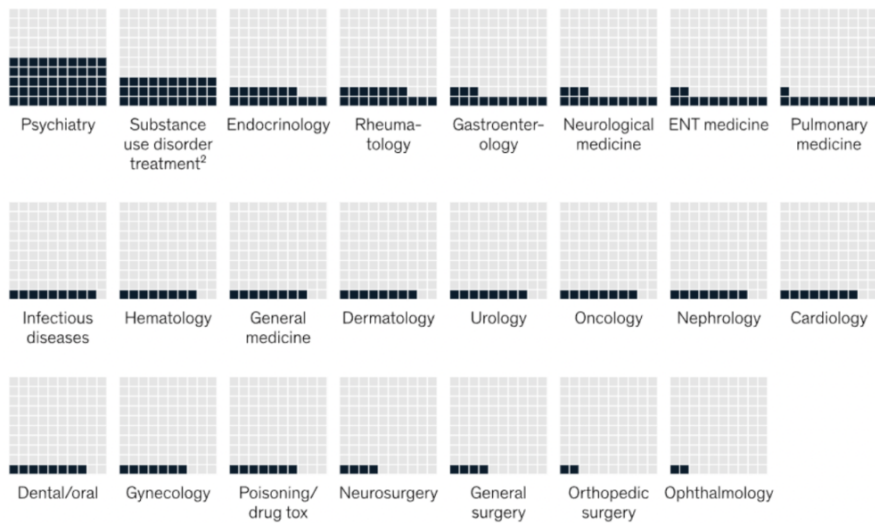 Psychiatry
Substance
use disorder
treatment²
Endocrinology
Rheuma-
tology
Gastroenter-
ology
Neurological
medicine
ENT medicine
Pulmonary
medicine
Infectious
diseases
Hematology
General
medicine
Dermatology
Urology
Oncology
Nephrology
Cardiology
Dental/oral
Gynecology
Poisoning/
drug tox
Neurosurgery
General
surgery
Orthopedic
surgery
Ophthalmology